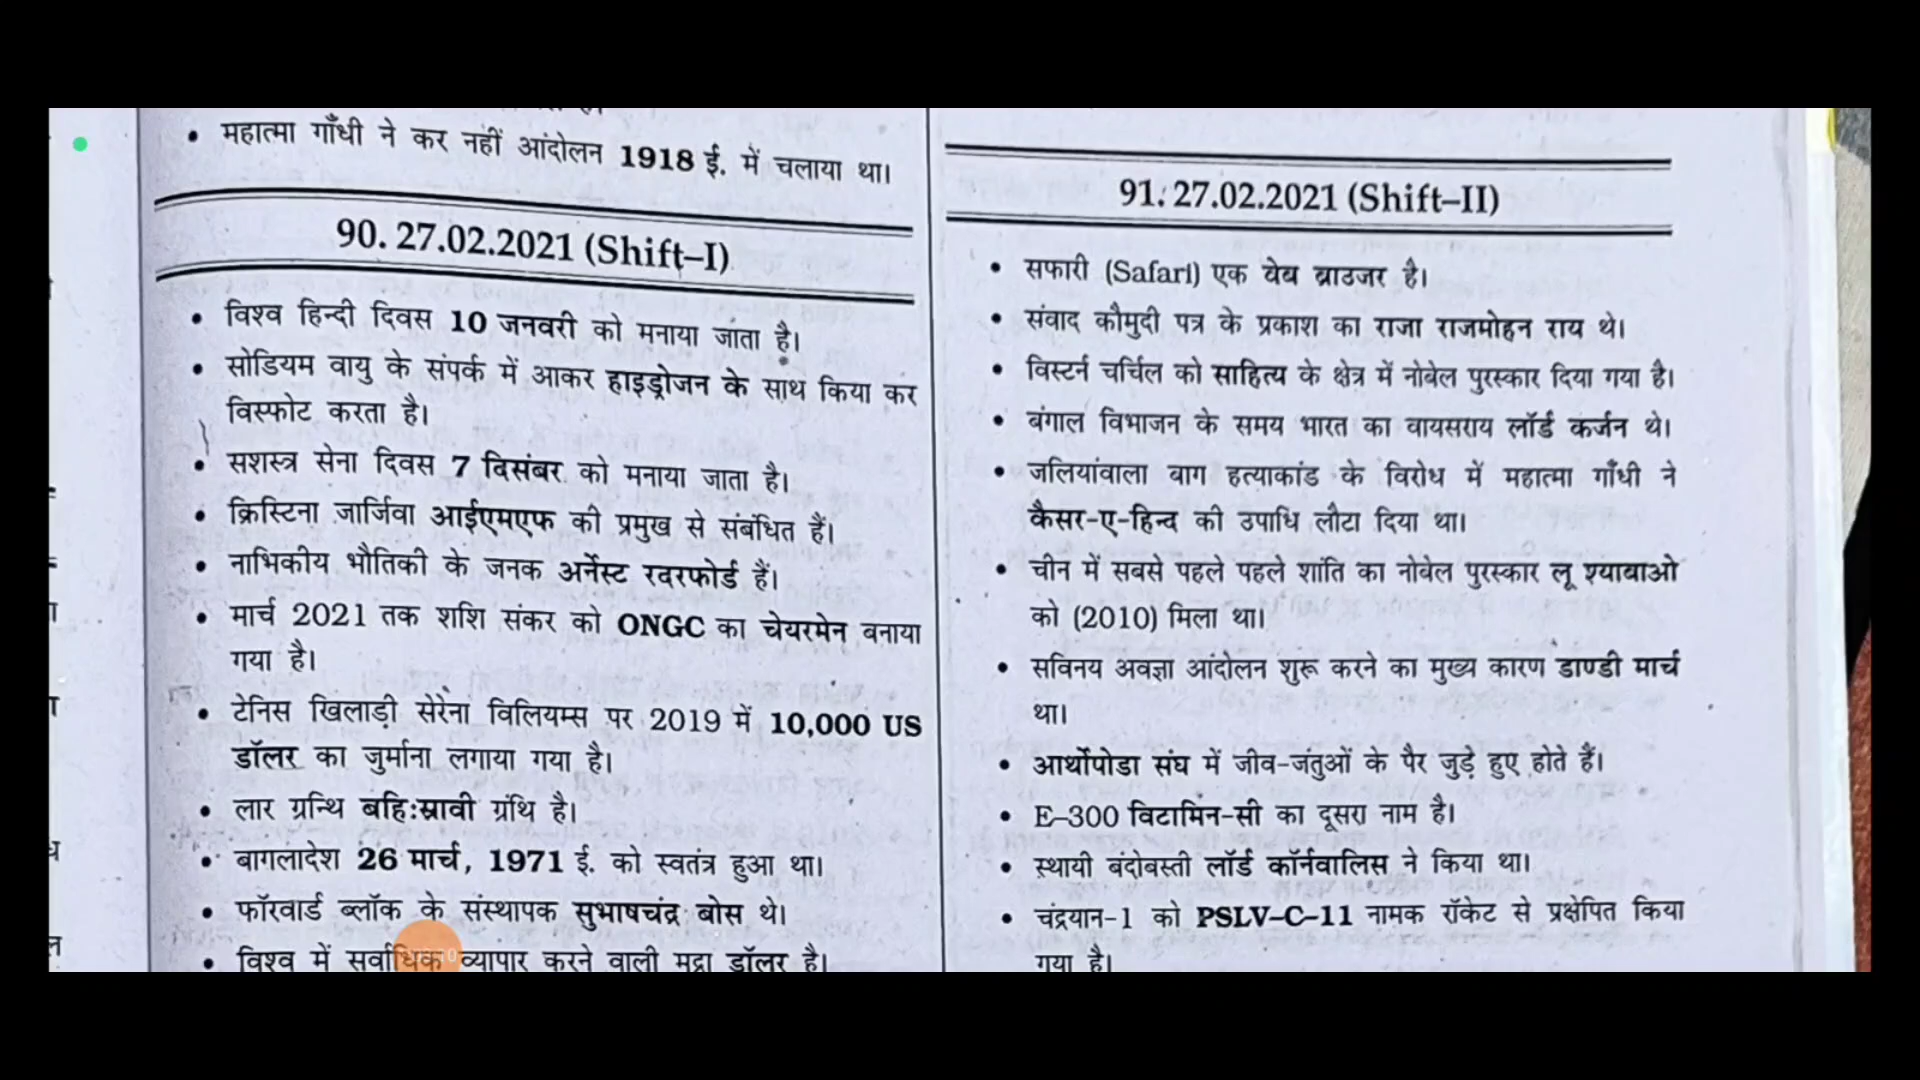 • महात्मा गाँधी ने कर नहीं आंदोलन 1918 ई. में चलाया था।
90. 27.02.2021 (Shift–I)
• विश्व हिन्दी दिवस 10 जनवरी को मनाया जाता है।
• सोडियम वायु के संपर्क में आकर हाइड्रोजन के साथ किया कर
विस्फोट करता है।
• सशस्त्र सेना दिवस 7 दिसंबर को मनाया जाता है।
• क्रिस्टिना जार्जिवा आईएमएफ की प्रमुख से संबंधित हैं।
• नाभिकीय भौतिकी के जनक अर्नेस्ट रदरफोर्ड हैं।
• मार्च 2021 तक शशि संकर को ONGC का चेयरमेन बनाया
गया है।
• टेनिस खिलाड़ी सेरेना विलियम्स पर 2019 में 10,000 US
डॉलर का जुर्माना लगाया गया है।
• लार ग्रन्थि बहिःस्रावी ग्रंथि है।
• बागलादेश 26 मार्च, 1971 ई. को स्वतंत्र हुआ था।
• फॉरवार्ड ब्लॉक के संस्थापक सुभाषचंद्र बोस थे।
• विश्व में सर्वाधिक व्यापार करने वाली मुद्रा डॉलर है।
91. 27.02.2021 (Shift–II)
• सफारी (Safari) एक वेब ब्राउजर है।
• संवाद कौमुदी पत्र के प्रकाश का राजा राजमोहन राय थे।
• विस्टर्न चर्चिल को साहित्य के क्षेत्र में नोबेल पुरस्कार दिया गया है।
• बंगाल विभाजन के समय भारत का वायसराय लॉर्ड कर्जन थे।
• जलियांवाला बाग हत्याकांड के विरोध में महात्मा गाँधी ने
कैसर-ए-हिन्द की उपाधि लौटा दिया था।
• चीन में सबसे पहले पहले शांति का नोबेल पुरस्कार लू श्याबाओ
को (2010) मिला था।
• सविनय अवज्ञा आंदोलन शुरू करने का मुख्य कारण डाण्डी मार्च
था।
• आर्थोपोडा संघ में जीव-जंतुओं के पैर जुड़े हुए होते हैं।
• E–300 विटामिन-सी का दूसरा नाम है।
• स्थायी बंदोबस्ती लॉर्ड कॉर्नवालिस ने किया था।
• चंद्रयान-1 को PSLV–C–11 नामक रॉकेट से प्रक्षेपित किया
गया है।